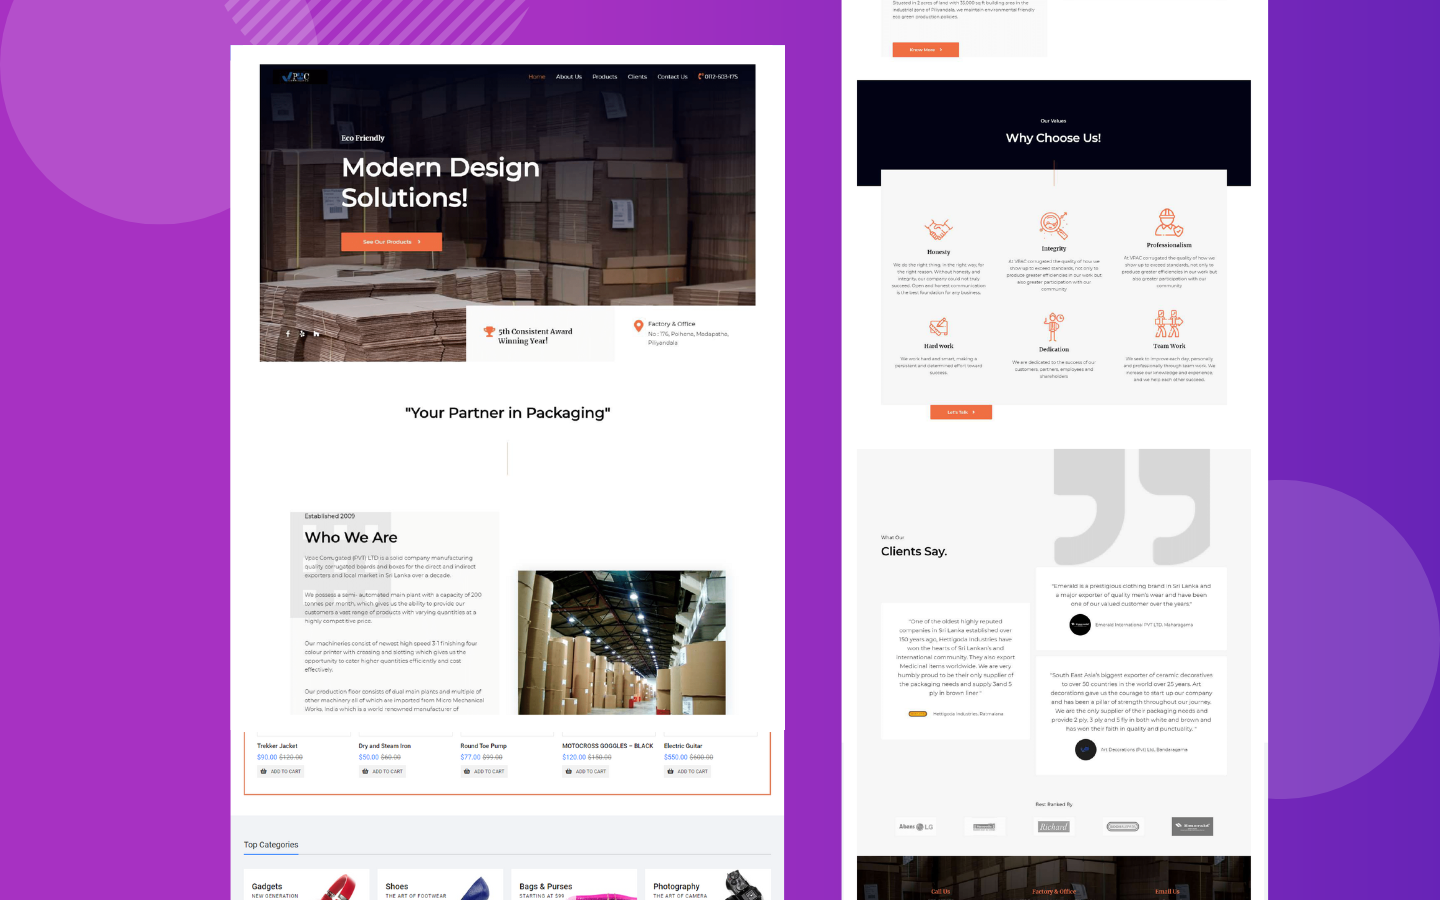 VPAC
Home About Us Products Clients Contact Us 0112-603-175
Eco Friendly
Modern Design
Solutions!
See Our Products
5th Consistent Award
Winning Year!
Factory & Office
No : 176, Polhena, Madapatha,
Piliyandala
"Your Partner in Packaging"
Established 2009
Who We Are
Vpac Corrugated (PVT) LTD is a solid company manufacturing
quality corrugated boards and boxes for the direct and indirect
exporters and local market in Sri Lanka over a decade.
We possess a semi- automated main plant with a capacity of 200
tonnes per month, which gives us the ability to provide our
customers a vast range of products with varying quantities at a
highly competitive price.
Our machineries consist of newest high speed 3:1 finishing four
colour printer with creasing and slotting which gives us the
opportunity to cater higher quantities efficiently and cost
effectively.
Our production floor consists of dual main plants and multiple of
other machinery all of which are imported from Micro Mechanical
Works, India which is a world renowned manufacturer of
Trekker Jacket
$90.00 $120.00
ADD TO CART
Dry and Steam Iron
$50.00 $60.00
ADD TO CART
Round Toe Pump
$77.00 $99.00
ADD TO CART
MOTOCROSS GOGGLES – BLACK
$120.00 $150.00
ADD TO CART
Electric Guitar
$550.00 $600.00
ADD TO CART
Top Categories
Gadgets
NEW GENERATION
Shoes
THE ART OF FOOTWEAR
Bags & Purses
STARTING AT $99
Photography
THE ART OF CAMERA
Situated in 2 acres of land with 33,000 sq.ft building area in the
industrial zone of Piliyandala, we maintain environmental friendly
eco green production policies.
Know More
Our Values
Why Choose Us!
Honesty
We do the right thing, in the right way, for
the right reason. Without honesty and
integrity, our company could not truly
succeed. Open and honest communication
is the best foundation for any business.
Integrity
At VPAC corrugated the quality of how we
show up to exceed standards, not only to
produce greater efficiencies in our work but
also greater participation with our
community.
Professionalism
At VPAC corrugated the quality of how we
show up to exceed standards, not only to
produce greater efficiencies in our work but
also greater participation with our
community.
Hard work
We work hard and smart, making a
persistent and determined effort toward
success.
Dedication
We are dedicated to the success of our
customers, partners, employees and
shareholders
Team Work
We seek to improve each day, personally
and professionally through team work. We
increase our knowledge and experience,
and we help each other succeed.
Let's Talk
What Our
Clients Say.
"One of the oldest highly reputed
companies in Sri Lanka established over
150 years ago, Hettigoda Industries have
won the hearts of Sri Lankan's and
International community. They also export
Medicinal Items worldwide. We are very
humbly proud to be their only supplier of
the packaging needs and supply 3and 5
ply in brown liner "
Hettigoda Industries, Ratmalana
"Emerald is a prestigious clothing brand in Sri Lanka and
a major exporter of quality men's wear and have been
one of our valued customer over the years."
Emerald International PVT LTD, Maharagama
"South East Asia's biggest exporter of ceramic decoratives
to over 30 countries in the world over 25 years. Art
decorations gave us the courage to start up our company
and has been a pillar of strength throughout our journey.
We are the only supplier of their packaging needs and
provide 2 ply, 3 ply and 5 fly in both white and brown and
has won their faith in quality and punctuality. "
Art Decorations (Pvt) Ltd, Bandaragama
Best Ranked By
Abans LG
Richard
Emerald
Call Us
Factory & Office
Email Us